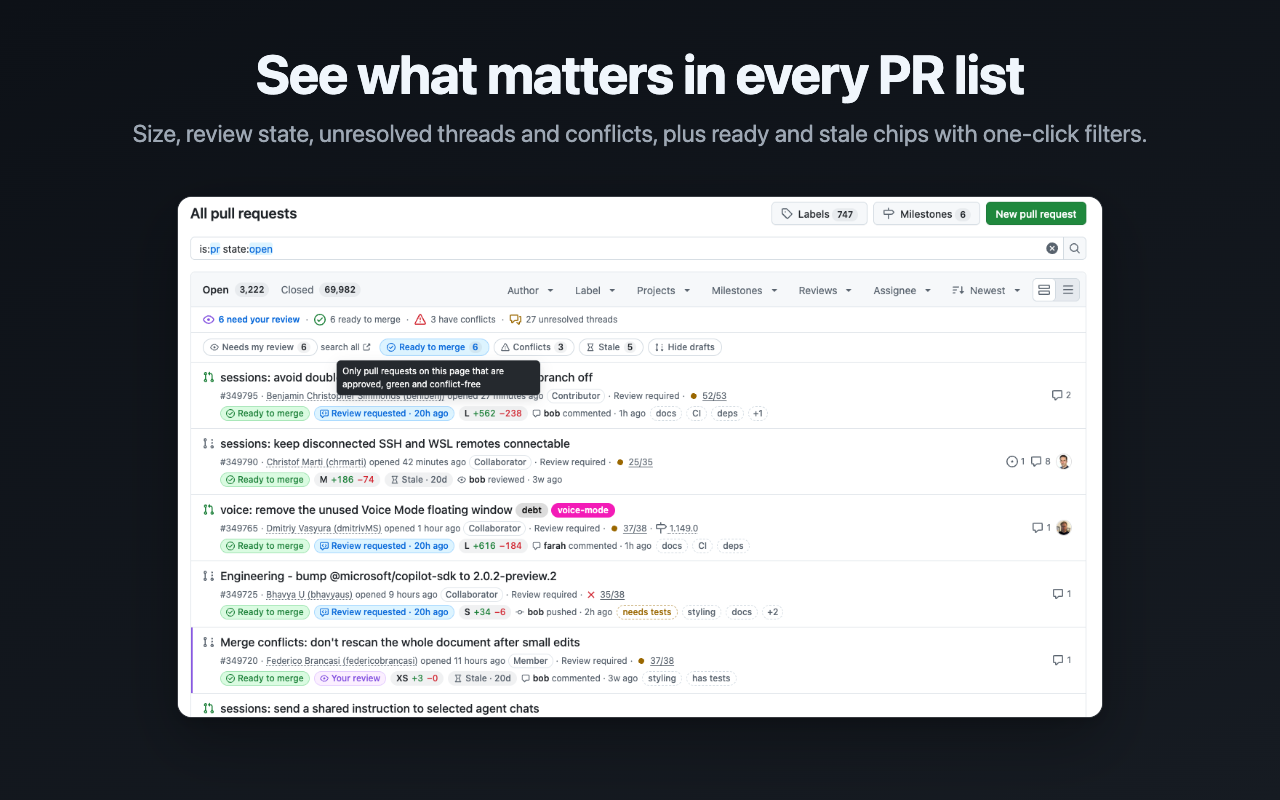 See what matters in every PR list
Size, review state, unresolved threads and conflicts, plus ready and stale chips with one-click filters.
All pull requests
Labels 747
Milestones 6
New pull request
is:pr state:open
Open 3,222 Closed 69,982
Author Label Projects Milestones Reviews Assignee Newest
6 need your review · 6 ready to merge · 3 have conflicts · 27 unresolved threads
Needs my review 6 search all Ready to merge 6 Conflicts 3 Stale 5 Hide drafts
Only pull requests on this page that are
approved, green and conflict-free
sessions: avoid doubl branch off
#349795 · Benjamin Christopher Simmonds (benibenj) opened 27 minutes ago Contributor · Review required · 52/53
2
Ready to merge Review requested · 20h ago L +562 −238 bob commented · 1h ago docs CI deps +1
sessions: keep disconnected SSH and WSL remotes connectable
#349790 · Christof Marti (chrmarti) opened 42 minutes ago Collaborator · Review required · 25/35
1 8
Ready to merge M +186 −74 Stale · 20d bob reviewed · 3w ago
voice: remove the unused Voice Mode floating window debt voice-mode
#349765 · Dmitriy Vasyura (dmitrivMS) opened 1 hour ago Collaborator · Review required · 37/38 · 1.149.0
1
Ready to merge Review requested · 20h ago L +616 −184 farah commented · 1h ago docs CI deps
Engineering - bump @microsoft/copilot-sdk to 2.0.2-preview.2
#349725 · Bhavya U (bhavyaus) opened 9 hours ago Collaborator · Review required · 35/38
1
Ready to merge Review requested · 20h ago S +34 −6 bob pushed · 2h ago needs tests styling docs +2
Merge conflicts: don't rescan the whole document after small edits
#349720 · Federico Brancasi (federicobrancasi) opened 11 hours ago Member · Review required · 37/38
1
Ready to merge Your review XS +3 −0 Stale · 20d bob commented · 3w ago styling has tests
sessions: send a shared instruction to selected agent chats